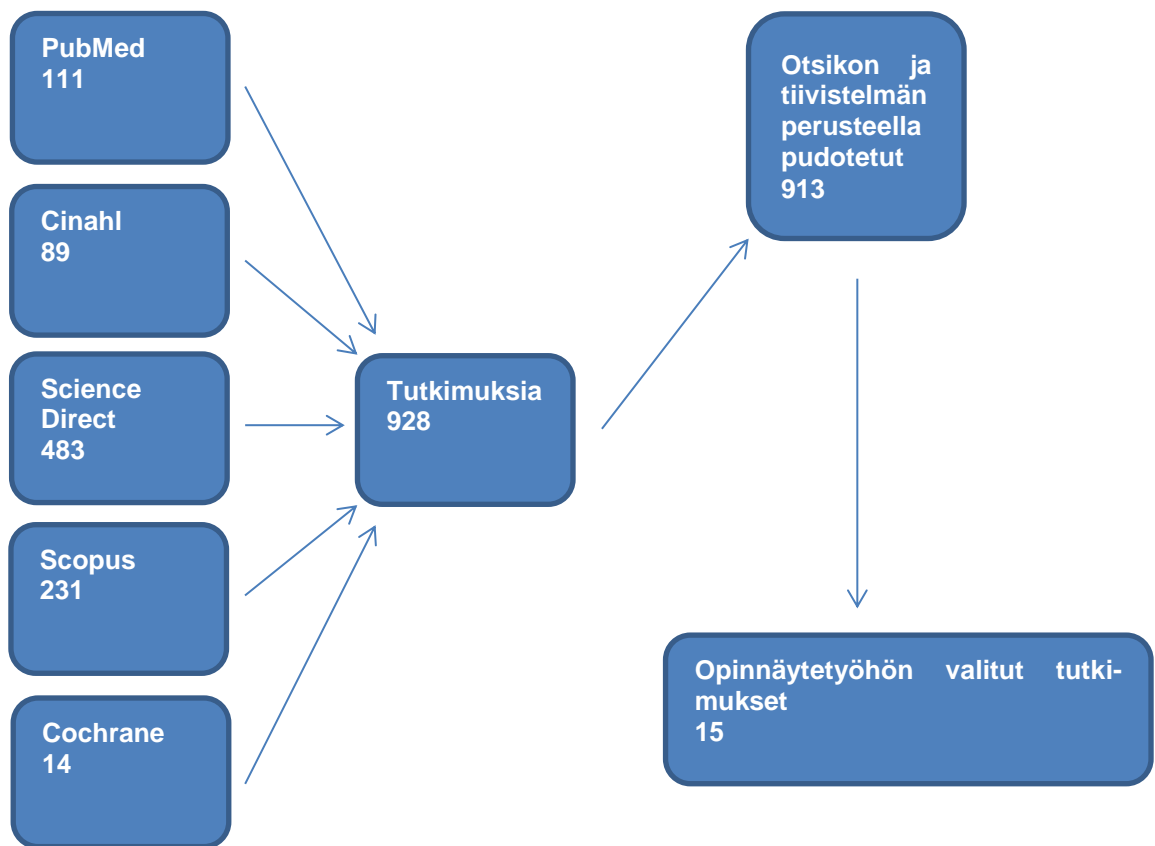 PubMed
111
Cinahl
89
Science
Direct
483
Scopus
231
Cochrane
14
Tutkimuksia
928
Otsikon ja
tiivistelmän
perusteella
pudotetut
913
Opinnäytetyöhön valitut tutki-
mukset
15